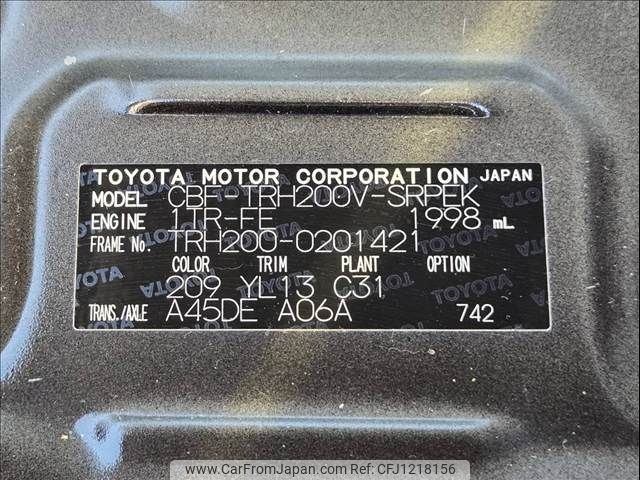 TOYOTA MOTOR CORPORATION JAPAN
MODEL CBF-TRH200V-SRPEK
ENGINE 1TR-FE 1998 mL
FRAME No. TRH200-0201421
COLOR TRIM PLANT OPTION
209 YL13 C31
TRANS./AXLE A45DE A06A 742
www.CarFromJapan.com | Ref. No: CFJ1218156